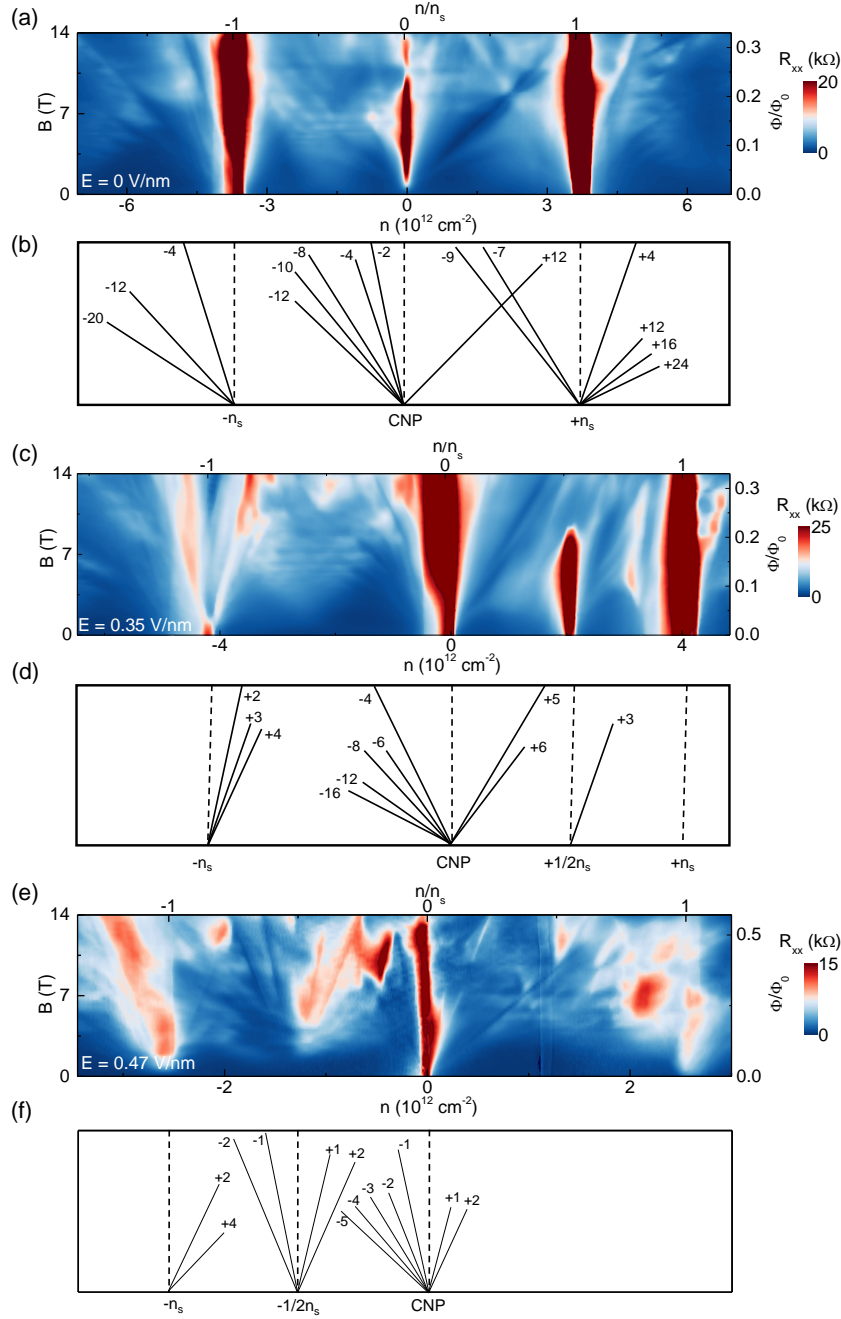 (a)
n/n_s
-1 0 1
14
7
0
B (T)
E = 0 V/nm
-6 -3 0 3 6
n (10^12 cm^-2)
0.3
0.2
0.1
0.0
Φ/Φ_0
R_xx (kΩ)
20
0
(b)
-4 -8 -2 -9 -7 +12 +4
-10 -4
-12 -12
-20 +12
+16
+24
-n_s CNP +n_s
(c)
n/n_s
-1 0 1
14
7
0
B (T)
E = 0.35 V/nm
-4 0 4
n (10^12 cm^-2)
0.3
0.2
0.1
0.0
Φ/Φ_0
R_xx (kΩ)
25
0
(d)
+2 -4 +5
+3 +3
+4 -8 -6 +6
-12
-16
-n_s CNP +1/2n_s +n_s
(e)
n/n_s
-1 0 1
14
7
0
B (T)
E = 0.47 V/nm
-2 0 2
n (10^12 cm^-2)
0.5
0.0
Φ/Φ_0
R_xx (kΩ)
15
0
(f)
-2 -1 +1 +2 -1
+2 -3 -2
+4 -5 -4 +1 +2
-n_s -1/2n_s CNP